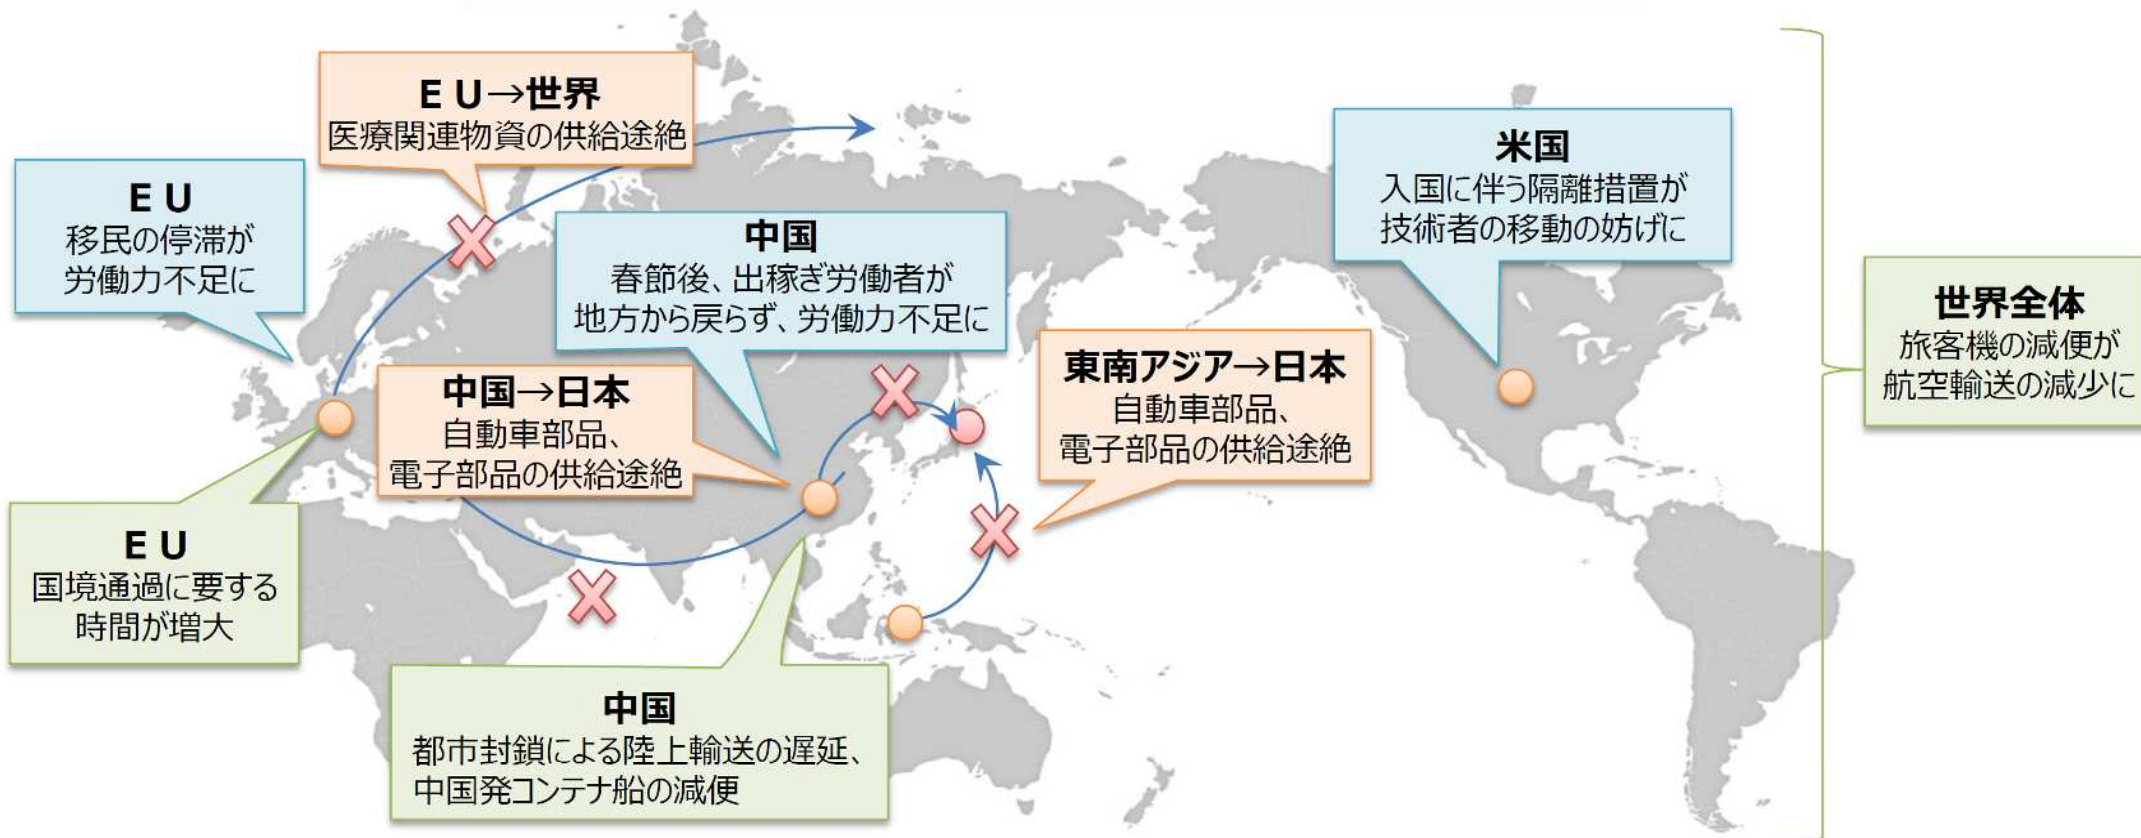 ＥＵ→世界
医療関連物資の供給途絶
ＥＵ
移民の停滞が
労働力不足に
中国
春節後、出稼ぎ労働者が
地方から戻らず、労働力不足に
米国
入国に伴う隔離措置が
技術者の移動の妨げに
世界全体
旅客機の減便が
航空輸送の減少に
中国→日本
自動車部品、
電子部品の供給途絶
東南アジア→日本
自動車部品、
電子部品の供給途絶
ＥＵ
国境通過に要する
時間が増大
中国
都市封鎖による陸上輸送の遅延、
中国発コンテナ船の減便